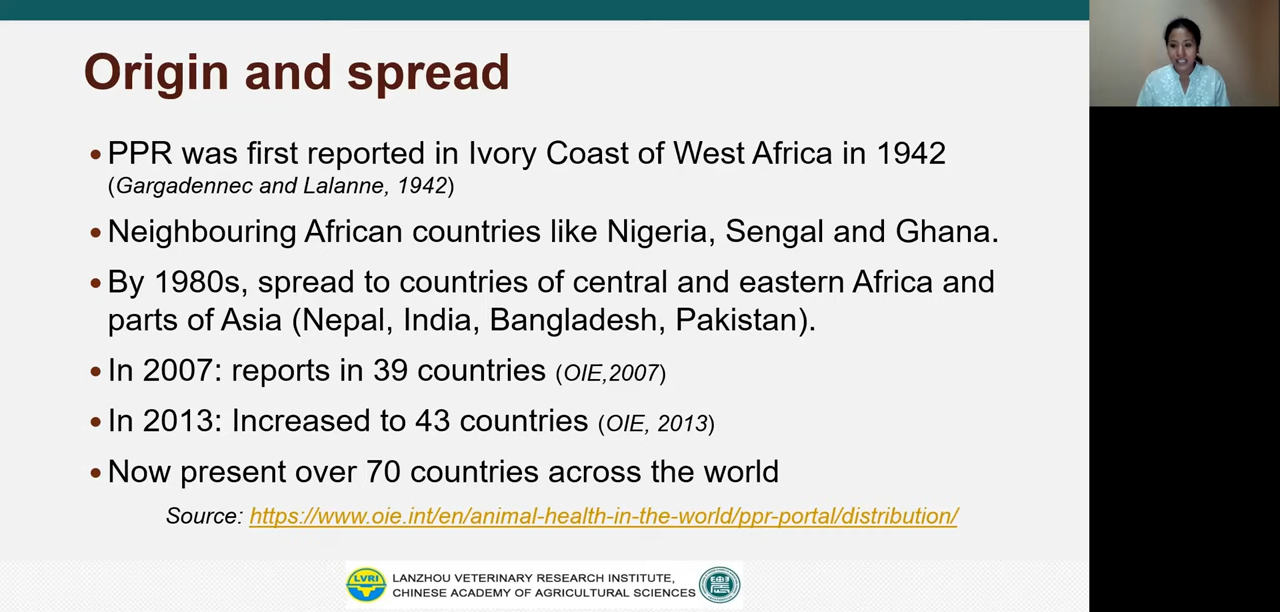 Origin and spread
• PPR was first reported in Ivory Coast of West Africa in 1942
(Gargadennec and Lalanne, 1942)
• Neighbouring African countries like Nigeria, Sengal and Ghana.
• By 1980s, spread to countries of central and eastern Africa and
parts of Asia (Nepal, India, Bangladesh, Pakistan).
• In 2007: reports in 39 countries (OIE,2007)
• In 2013: Increased to 43 countries (OIE, 2013)
• Now present over 70 countries across the world
Source: https://www.oie.int/en/animal-health-in-the-world/ppr-portal/distribution/
LVRI
LANZHOU VETERINARY RESEARCH INSTITUTE,
CHINESE ACADEMY OF AGRICULTURAL SCIENCES